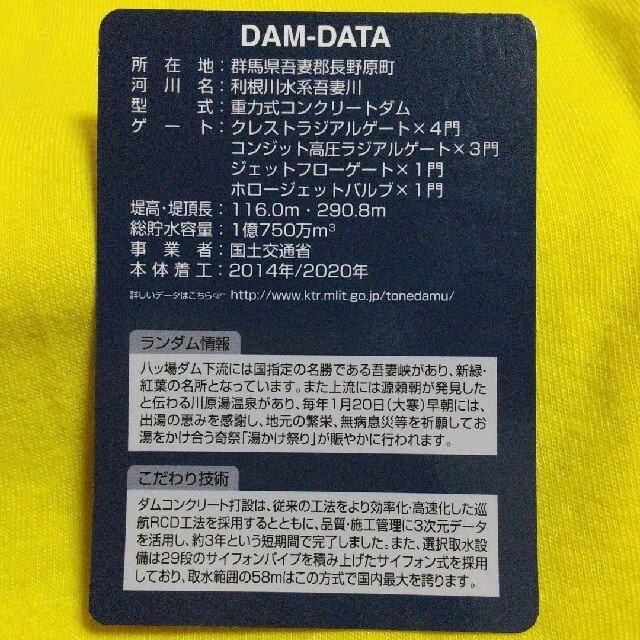 DAM-DATA
所在地：群馬県吾妻郡長野原町
河川名：利根川水系吾妻川
型式：重力式コンクリートダム
ゲート：クレストラジアルゲート×4門
コンジット高圧ラジアルゲート×3門
ジェットフローゲート×1門
ホロージェットバルブ×1門
堤高・堤頂長：116.0m・290.8m
総貯水容量：1億750万m³
事業者：国土交通省
本体着工：2014年/2020年
詳しいデータはこちら☞ http://www.ktr.mlit.go.jp/tonedamu/
ランダム情報
八ッ場ダム下流には国指定の名勝である吾妻峡があり、新緑・
紅葉の名所となっています。また上流には源頼朝が発見した
と伝わる川原湯温泉があり、毎年1月20日(大寒)早朝には、
出湯の恵みを感謝し、地元の繁栄、無病息災等を祈願してお
湯をかけ合う奇祭「湯かけ祭り」が賑やかに行われます。
こだわり技術
ダムコンクリート打設は、従来の工法をより効率化・高速化した巡
航RCD工法を採用するとともに、品質・施工管理に3次元データ
を活用し、約3年という短期間で完了しました。また、選択取水設
備は29段のサイフォンパイプを積み上げたサイフォン式を採用
しており、取水範囲の58mはこの方式で国内最大を誇ります。